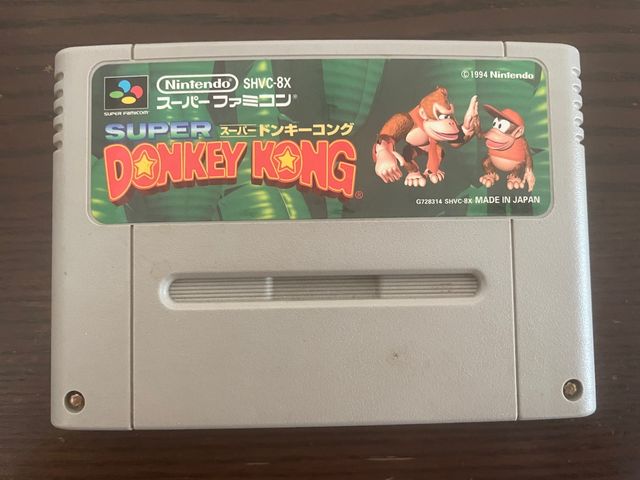 SUPER FAMICOM
Nintendo SHVC-8X
スーパーファミコン
© 1994 Nintendo
SUPER スーパードンキーコング
DONKEY KONG®
G728314 SHVC-8X MADE IN JAPAN